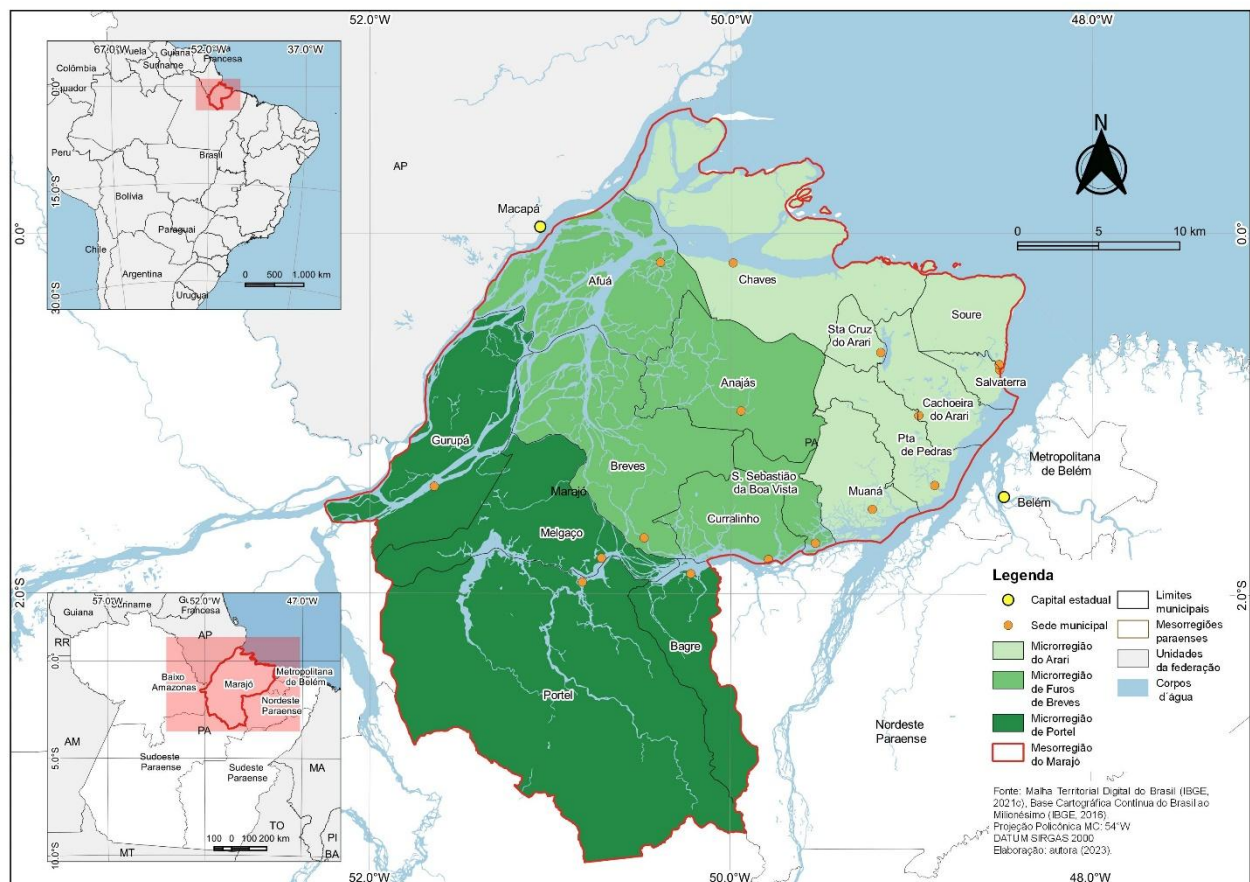 52.0°W
50.0°W
48.0°W
67.0°W
52.0°W
37.0°W
Guiana
Francesa
Suriname
Colômbia
0.0°
Peru
Brasil
Bolívia
15.0°S
Paraguai
Chile
Argentina
Uruguai
30.0°S
0 500 1.000 km
AP
Macapá
N
0 5 10 km
0.0°
0.0°
Afuá
Chaves
Soure
Sta Cruz
do Arari
Salvaterra
Anajás
Cachoeira
do Arari
PA
Pta
de Pedras
Gurupá
Breves
S. Sebastião
da Boa Vista
Muaná
Marajó
Curralinho
Melgaço
Metropolitana
de Belém
Belém
2.0°S
2.0°S
Bagre
Portel
Nordeste
Paraense
57.0°W
52.0°W
47.0°W
Guiana
Suriname
Francesa
RR
AP
0.0°
Baixo
Amazonas
Marajó
Metropolitana
de Belém
Nordeste
Paraense
PA
AM
Sudoeste
Paraense
Sudeste
Paraense
5.0°S
MA
100 0 100 200 km
TO
PI
BA
MT
10.0°S
Legenda
Capital estadual
Sede municipal
Microrregião
do Arari
Microrregião
de Furos
de Breves
Microrregião
de Portel
Mesorregião
do Marajó
Limites
municipais
Mesorregiões
paraenses
Unidades
da federação
Corpos
d´água
Fonte: Malha Territorial Digital do Brasil (IBGE,
2021c), Base Cartográfica Contínua do Brasil ao
Milionésimo (IBGE, 2016)
Projeção Policônica MC: 54°W
DATUM SIRGAS 2000
Elaboração: autora (2023).
52.0°W
50.0°W
48.0°W